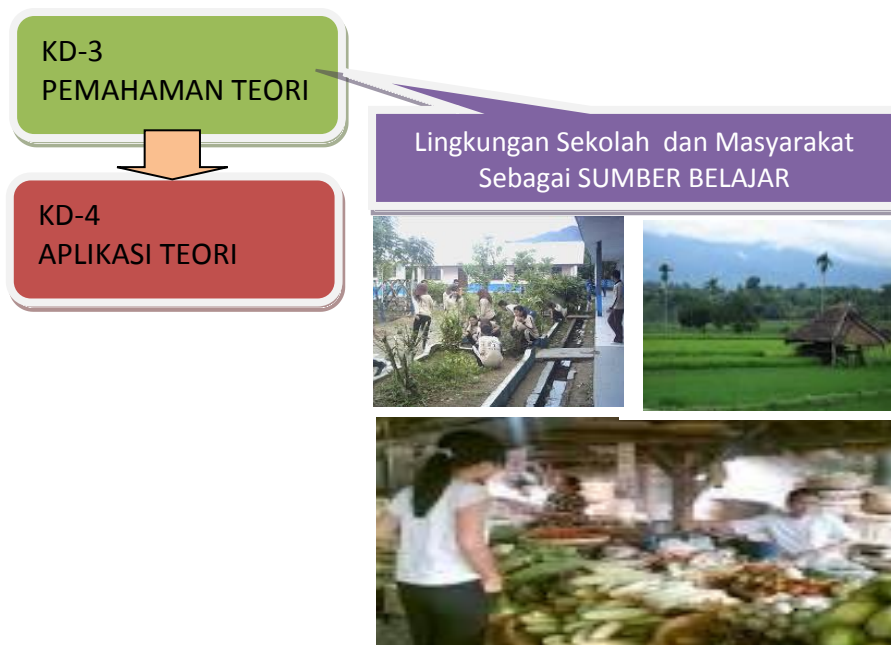 KD-3
PEMAHAMAN TEORI
Lingkungan Sekolah dan Masyarakat
Sebagai SUMBER BELAJAR
KD-4
APLIKASI TEORI